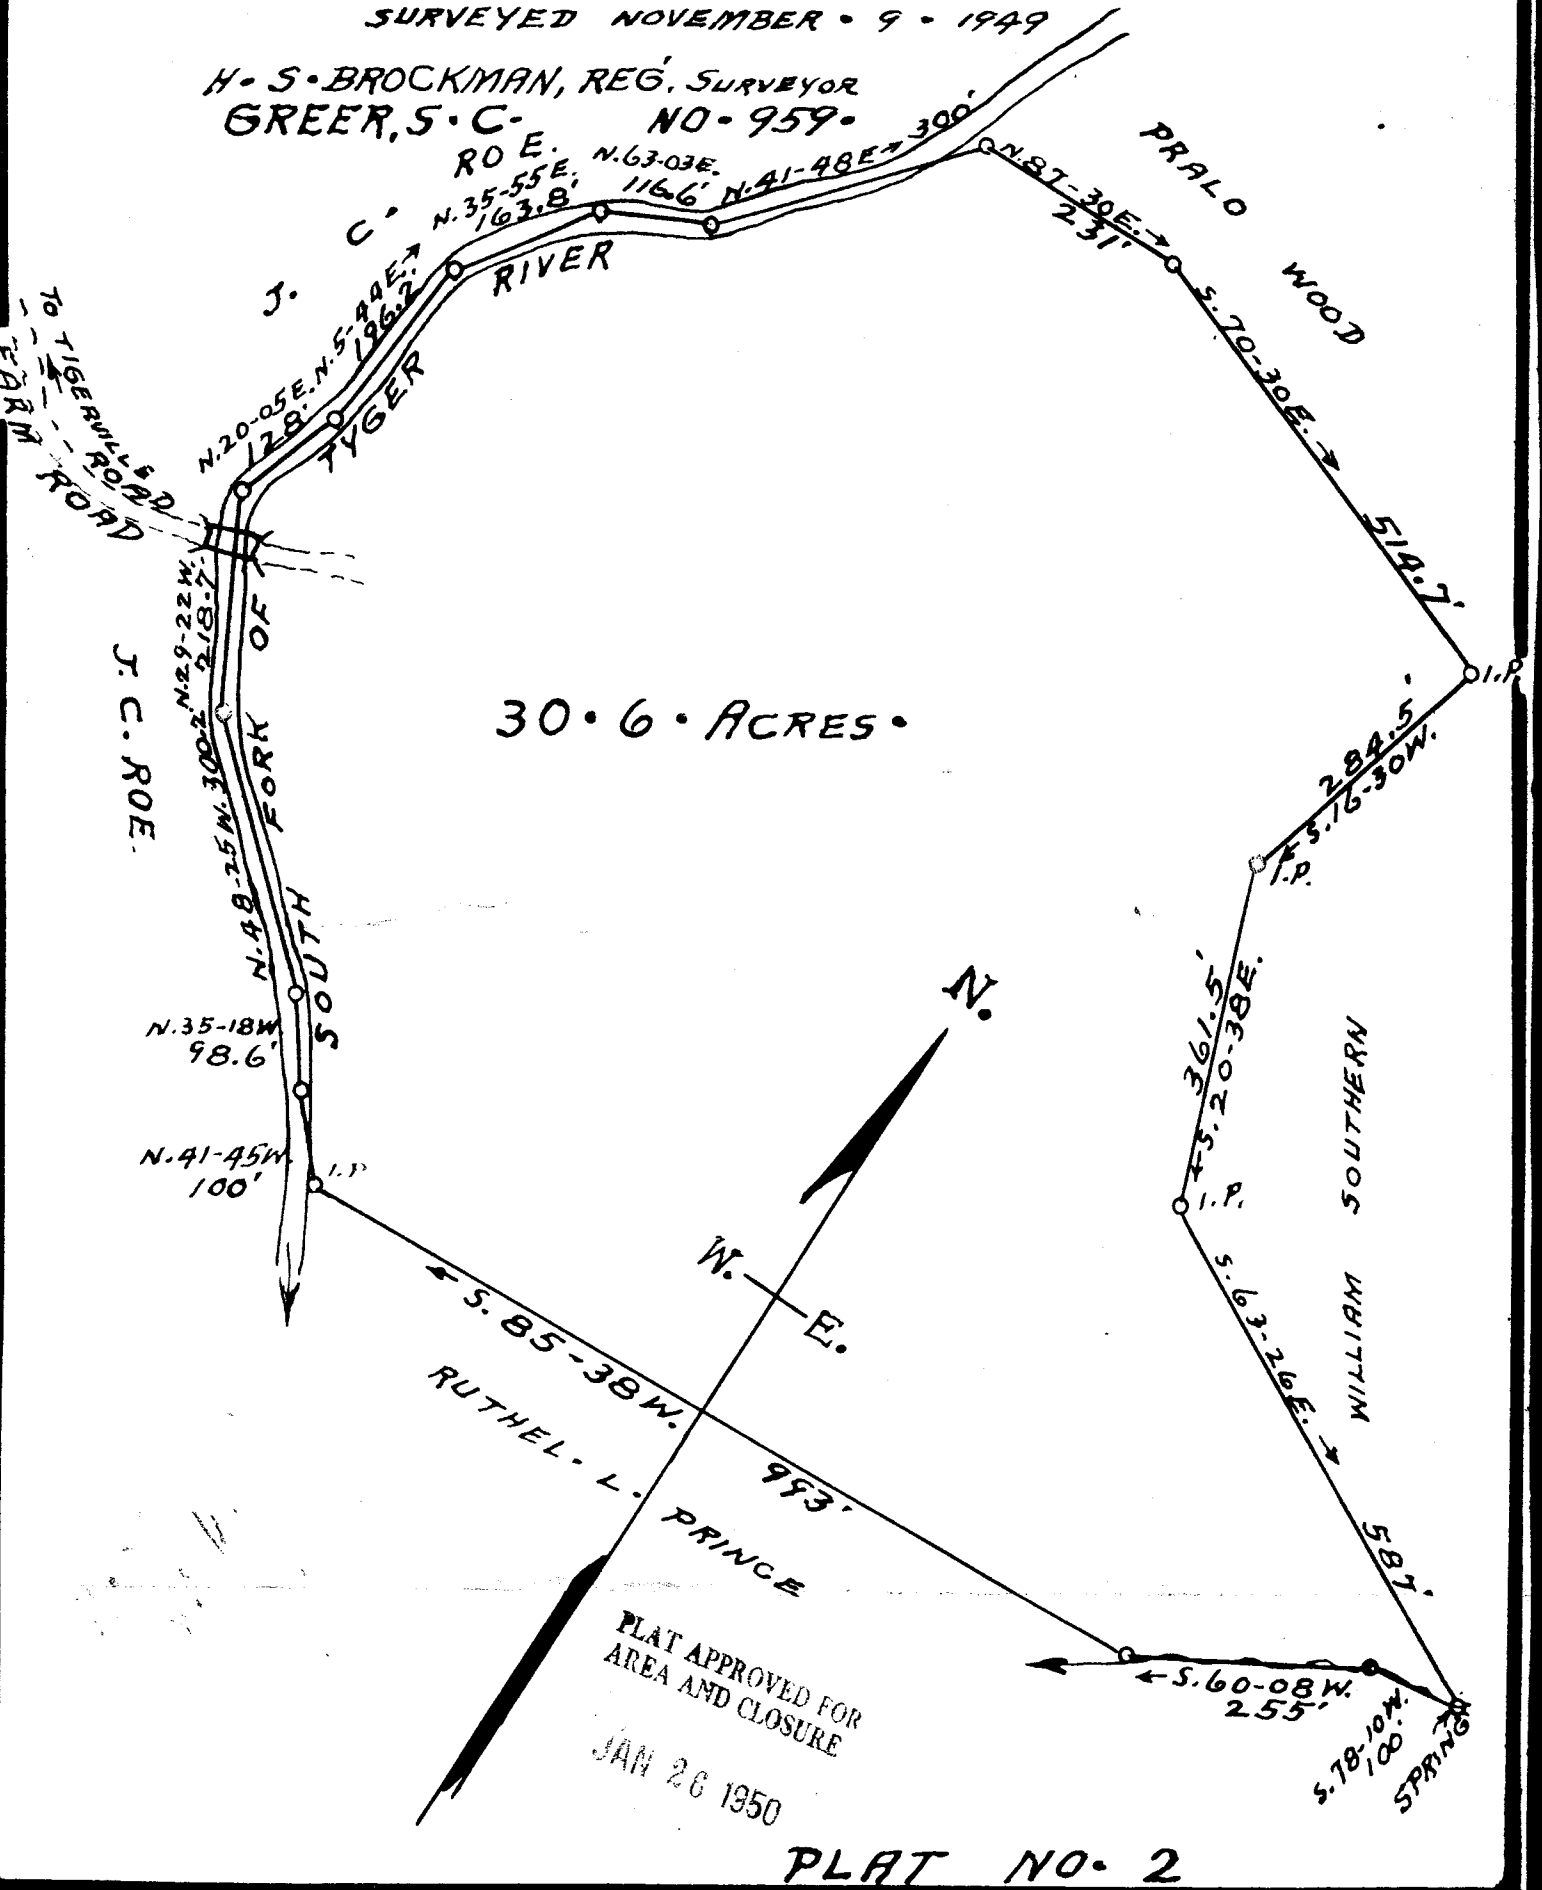 SURVEYED NOVEMBER • 9 • 1949
H. S. BROCKMAN, REG. SURVEYOR
GREER, S. C. NO. 959.
J. C. ROE.
N.20-05E.
128'
N.5-44E.
196.2
N.35-55E.
163.8'
N.63-03E.
116.6'
N.41-48E
300'
N.87-30E.
231'
PRALO WOOD
S.70-30E.
514.7'
I.P.
284.5'
S.16-30W.
I.P.
361.5'
S.20-38E.
I.P.
WILLIAM SOUTHERN
S.63-26E.
587'
SPRING
S.78-10W.
100'
S.60-08W.
255'
S.85-38W.
993'
RUTHEL. L. PRINCE
I.P
N.41-45W.
100'
N.35-18W.
98.6'
N.48-25W. 300.2
N.29-22W.
218.7
SOUTH FORK OF TYGER RIVER
J. C. ROE.
TO TIGERVILLE ROAD
FARM ROAD
30.6. ACRES.
N.
W.
E.
PLAT APPROVED FOR
AREA AND CLOSURE
JAN 26 1950
PLAT NO. 2